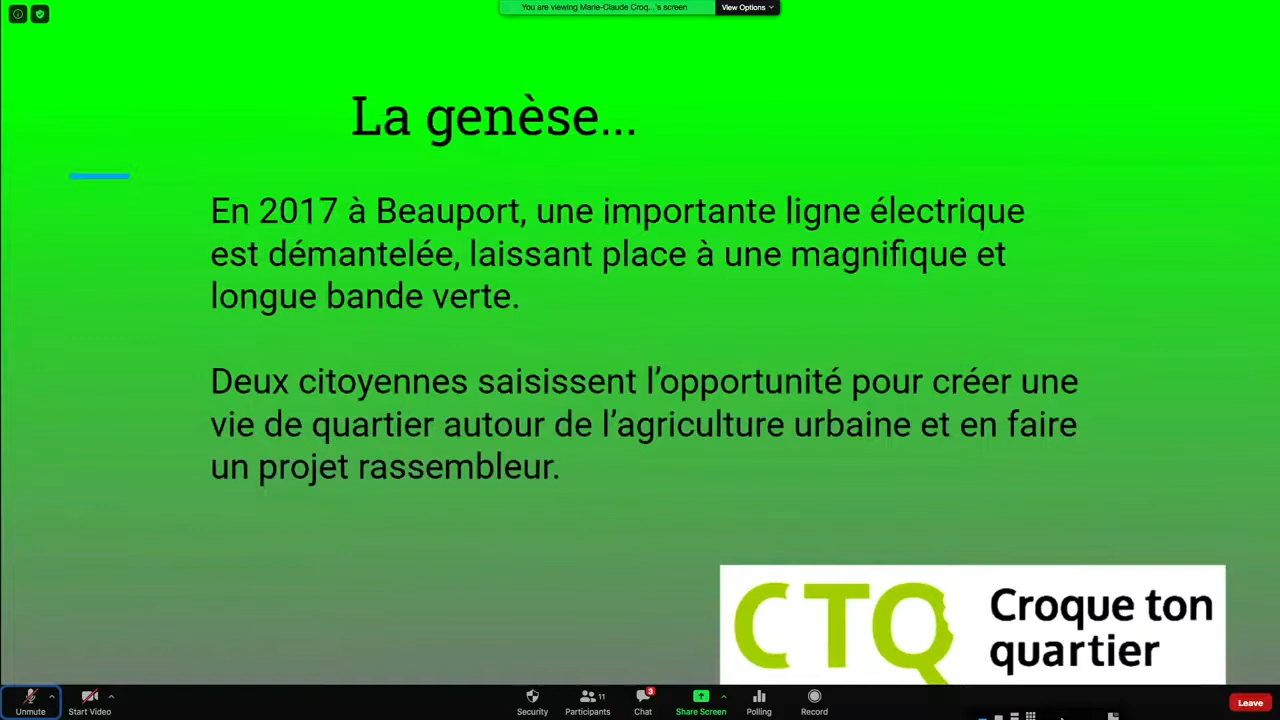 You are viewing Marie-Claude Croq...'s screen
View Options
La genèse...
En 2017 à Beauport, une importante ligne électrique
est démantelée, laissant place à une magnifique et
longue bande verte.
Deux citoyennes saisissent l’opportunité pour créer une
vie de quartier autour de l’agriculture urbaine et en faire
un projet rassembleur.
CTQ
Croque ton
quartier
Unmute
Start Video
Security
Participants
11
Chat
3
Share Screen
Polling
Record
Leave